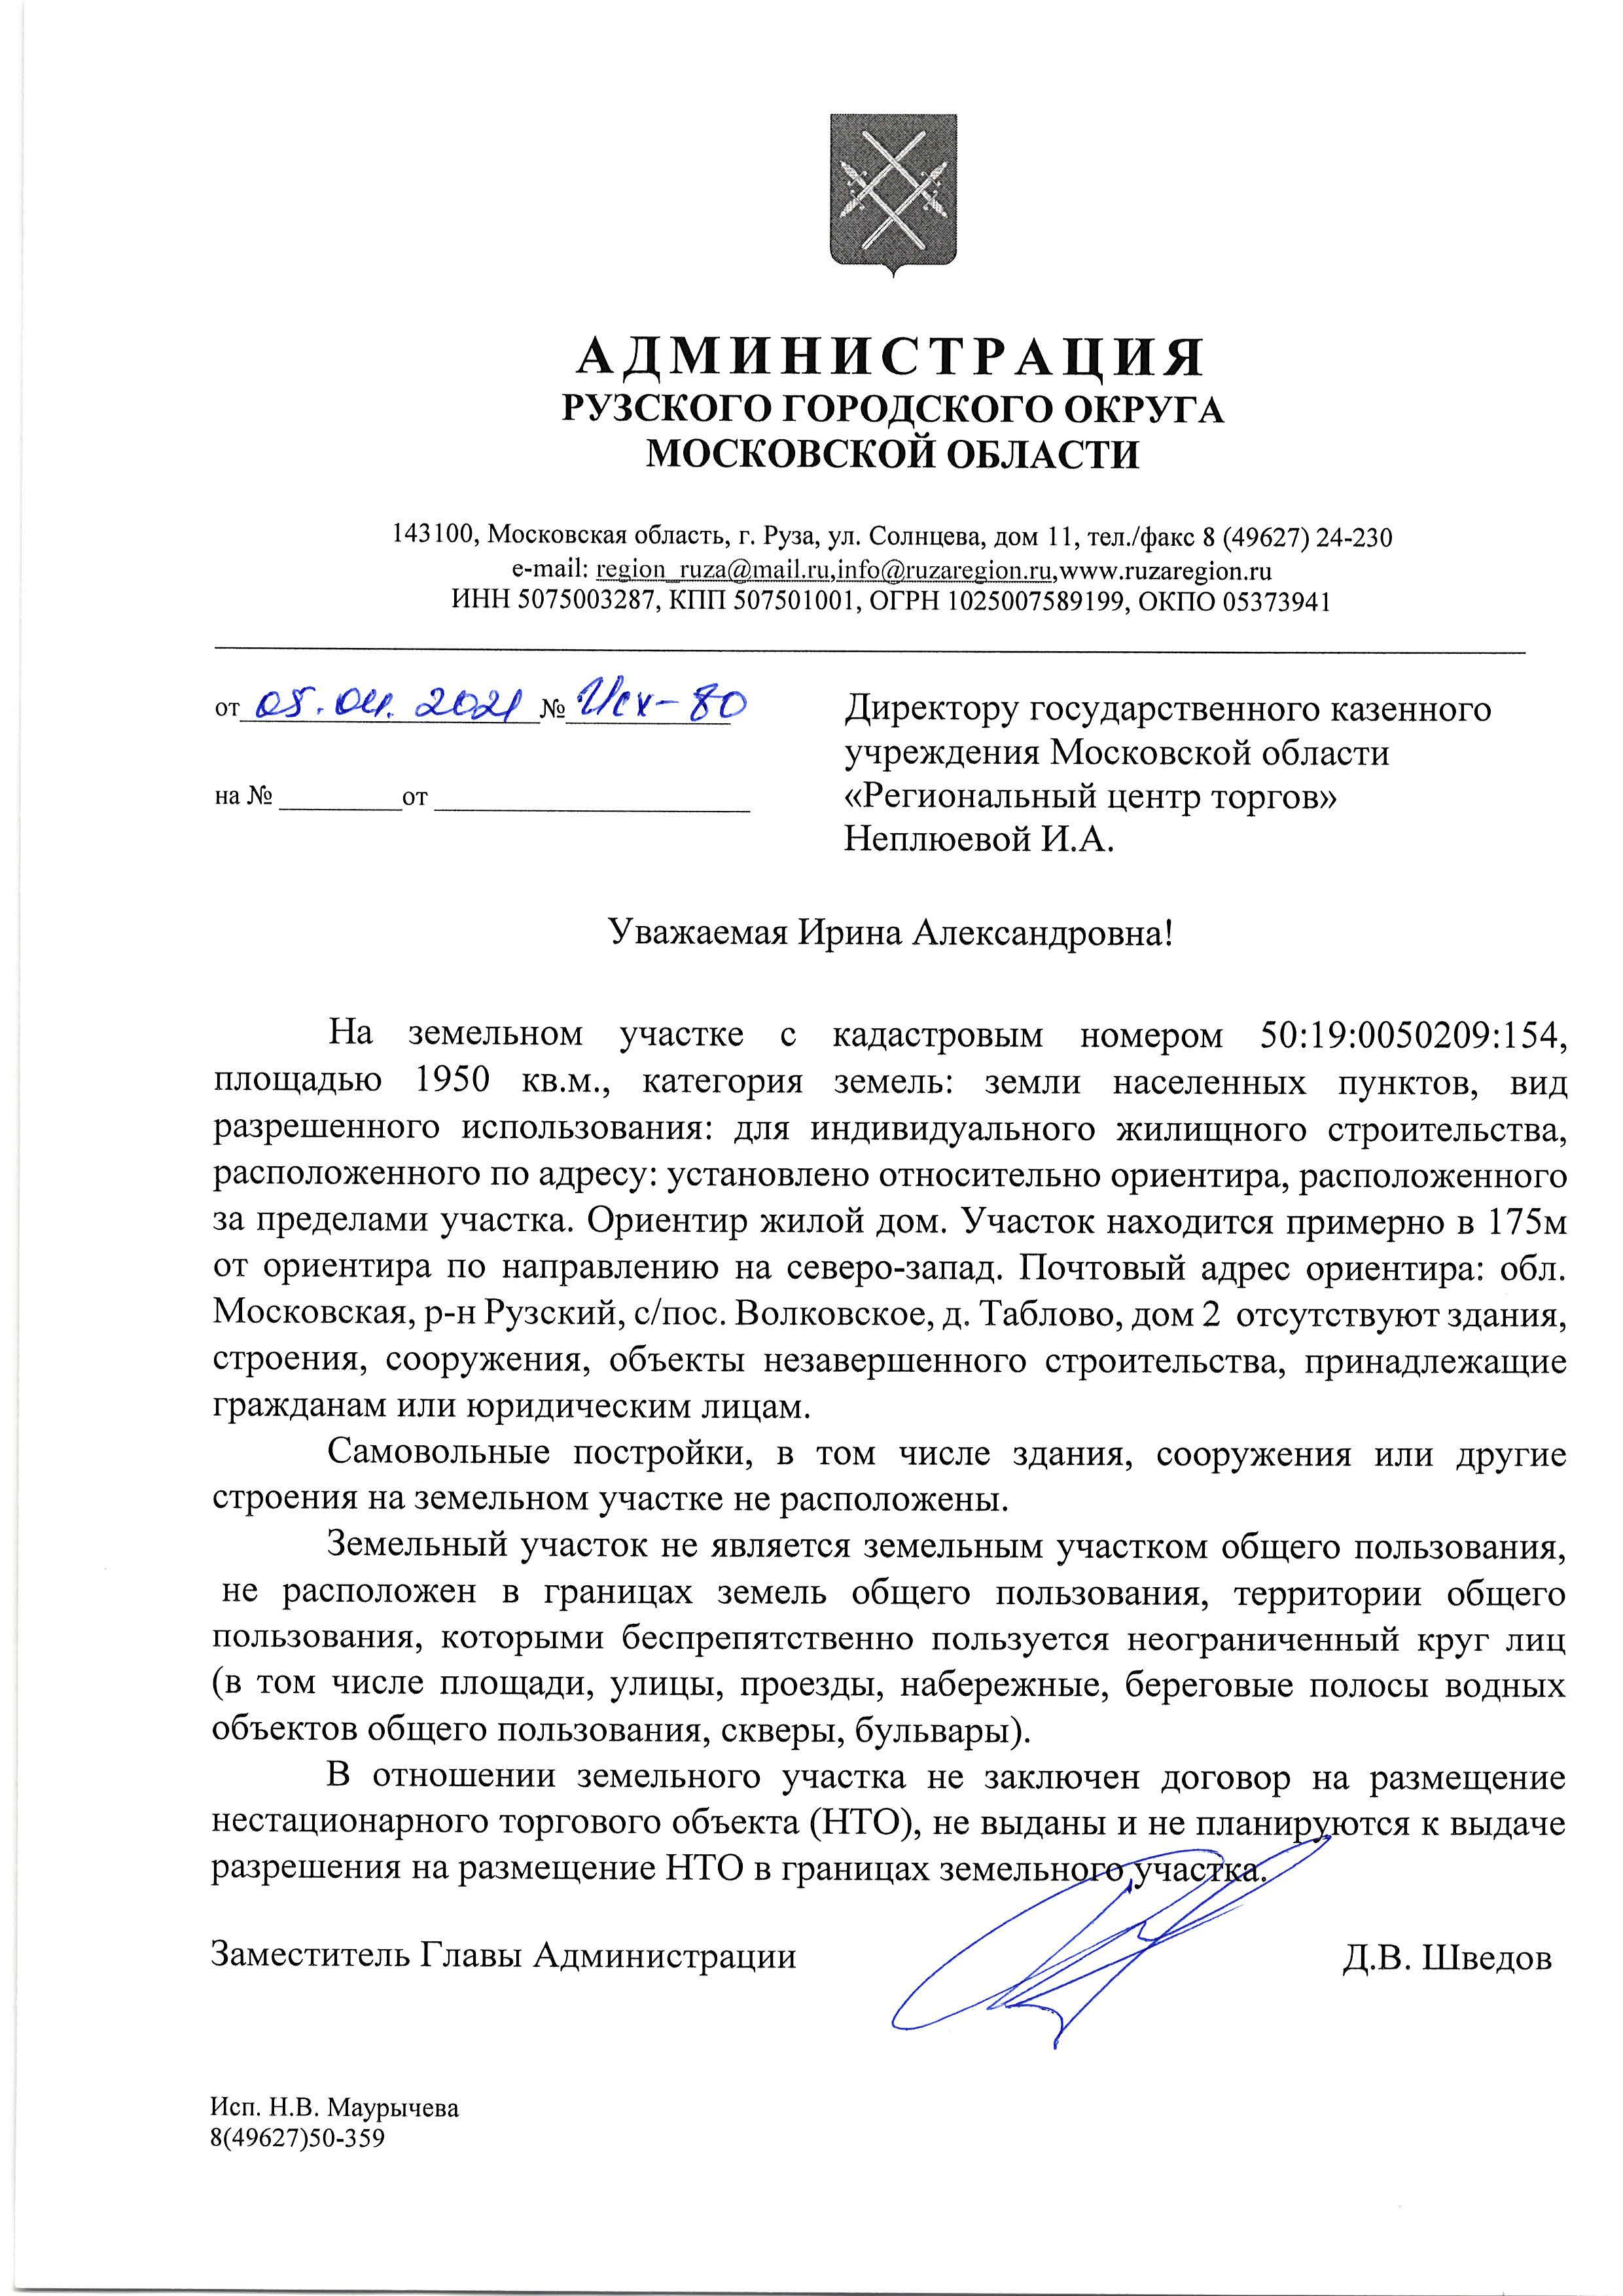 АДМИНИСТРАЦИЯ
РУЗСКОГО ГОРОДСКОГО ОКРУГА
МОСКОВСКОЙ ОБЛАСТИ
143100, Московская область, г. Руза, ул. Солнцева, дом 11, тел./факс 8 (49627) 24-230
e-mail: region_ruza@mail.ru,info@ruzaregion.ru,www.ruzaregion.ru
ИНН 5075003287, КПП 507501001, ОГРН 1025007589199, ОКПО 05373941
от 05.04.2021 № Исх-80
на № _________от ___________________
Директору государственного казенного
учреждения Московской области
«Региональный центр торгов»
Неплюевой И.А.
Уважаемая Ирина Александровна!
На земельном участке с кадастровым номером 50:19:0050209:154,
площадью 1950 кв.м., категория земель: земли населенных пунктов, вид
разрешенного использования: для индивидуального жилищного строительства,
расположенного по адресу: установлено относительно ориентира, расположенного
за пределами участка. Ориентир жилой дом. Участок находится примерно в 175м
от ориентира по направлению на северо-запад. Почтовый адрес ориентира: обл.
Московская, р-н Рузский, с/пос. Волковское, д. Таблово, дом 2 отсутствуют здания,
строения, сооружения, объекты незавершенного строительства, принадлежащие
гражданам или юридическим лицам.
Самовольные постройки, в том числе здания, сооружения или другие
строения на земельном участке не расположены.
Земельный участок не является земельным участком общего пользования,
не расположен в границах земель общего пользования, территории общего
пользования, которыми беспрепятственно пользуется неограниченный круг лиц
(в том числе площади, улицы, проезды, набережные, береговые полосы водных
объектов общего пользования, скверы, бульвары).
В отношении земельного участка не заключен договор на размещение
нестационарного торгового объекта (НТО), не выданы и не планируются к выдаче
разрешения на размещение НТО в границах земельного участка.
Заместитель Главы Администрации Д.В. Шведов
Исп. Н.В. Маурычева
8(49627)50-359